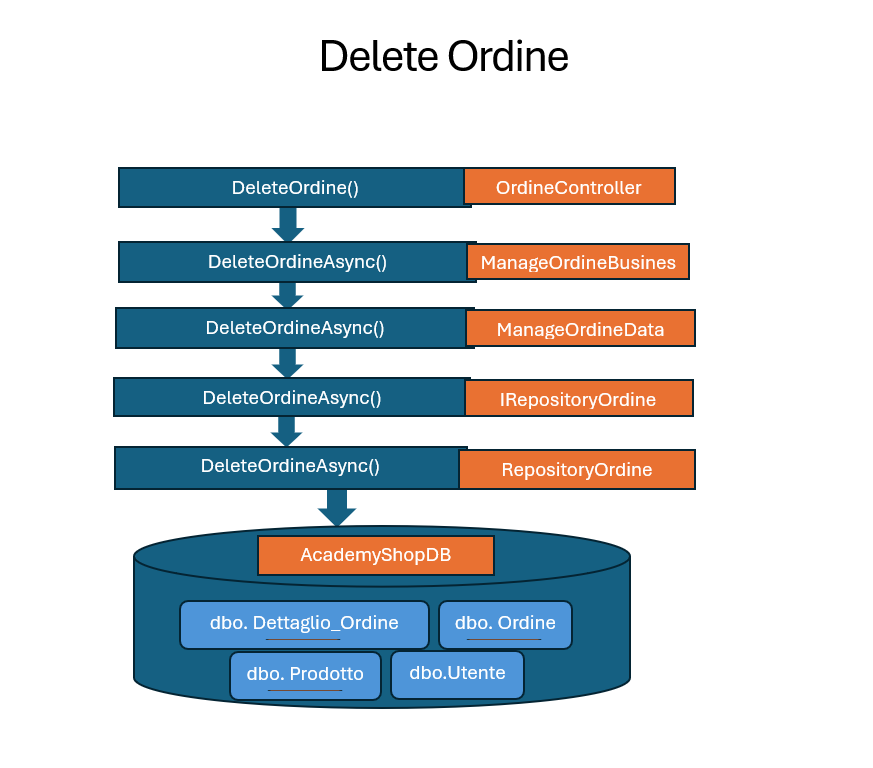 Delete Ordine
DeleteOrdine() OrdineController
DeleteOrdineAsync() ManageOrdineBusines
DeleteOrdineAsync() ManageOrdineData
DeleteOrdineAsync() IRepositoryOrdine
DeleteOrdineAsync() RepositoryOrdine
AcademyShopDB
dbo. Dettaglio_Ordine dbo. Ordine
dbo. Prodotto dbo.Utente